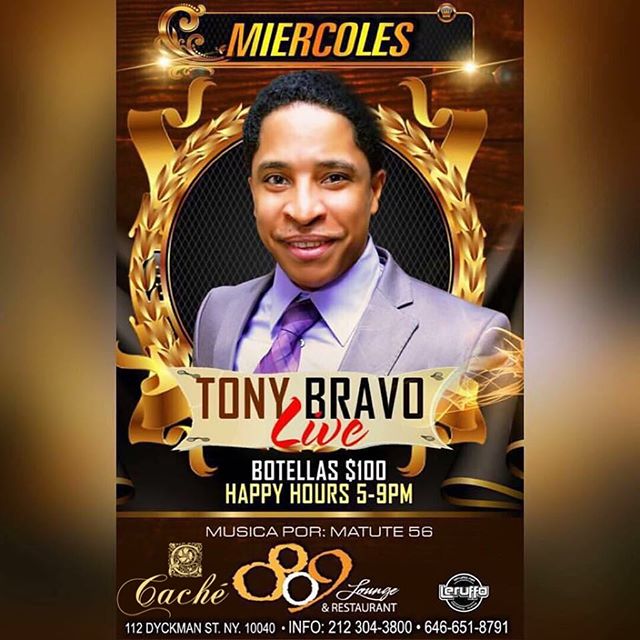 MIERCOLES
TONY BRAVO
Live
BOTELLAS $100
HAPPY HOURS 5-9PM
MUSICA POR: MATUTE 56
Caché
809 Lounge
& RESTAURANT
Leruffa
112 DYCKMAN ST. NY. 10040 • INFO: 212 304-3800 • 646-651-8791